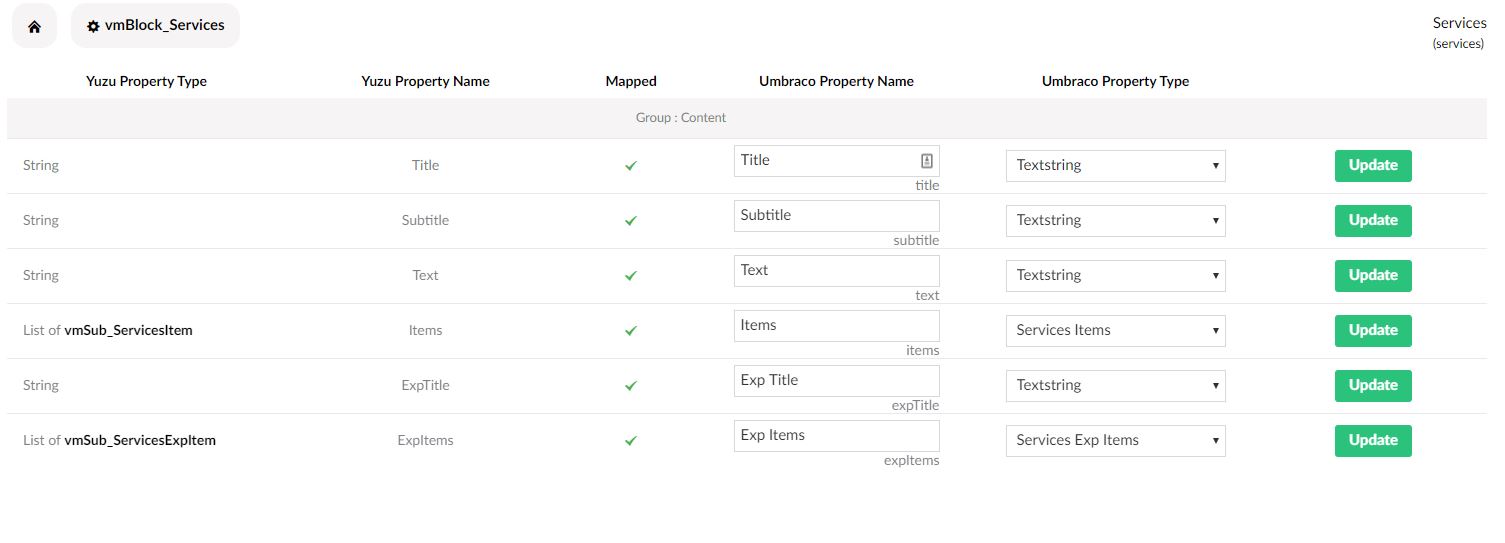 vmBlock_Services
Services
(services)
Yuzu Property Type Yuzu Property Name Mapped Umbraco Property Name Umbraco Property Type
Group : Content
String Title Title Textstring Update
title
String Subtitle Subtitle Textstring Update
subtitle
String Text Text Textstring Update
text
List of vmSub_ServicesItem Items Items Services Items Update
items
String ExpTitle Exp Title Textstring Update
expTitle
List of vmSub_ServicesExpItem ExpItems Exp Items Services Exp Items Update
expItems